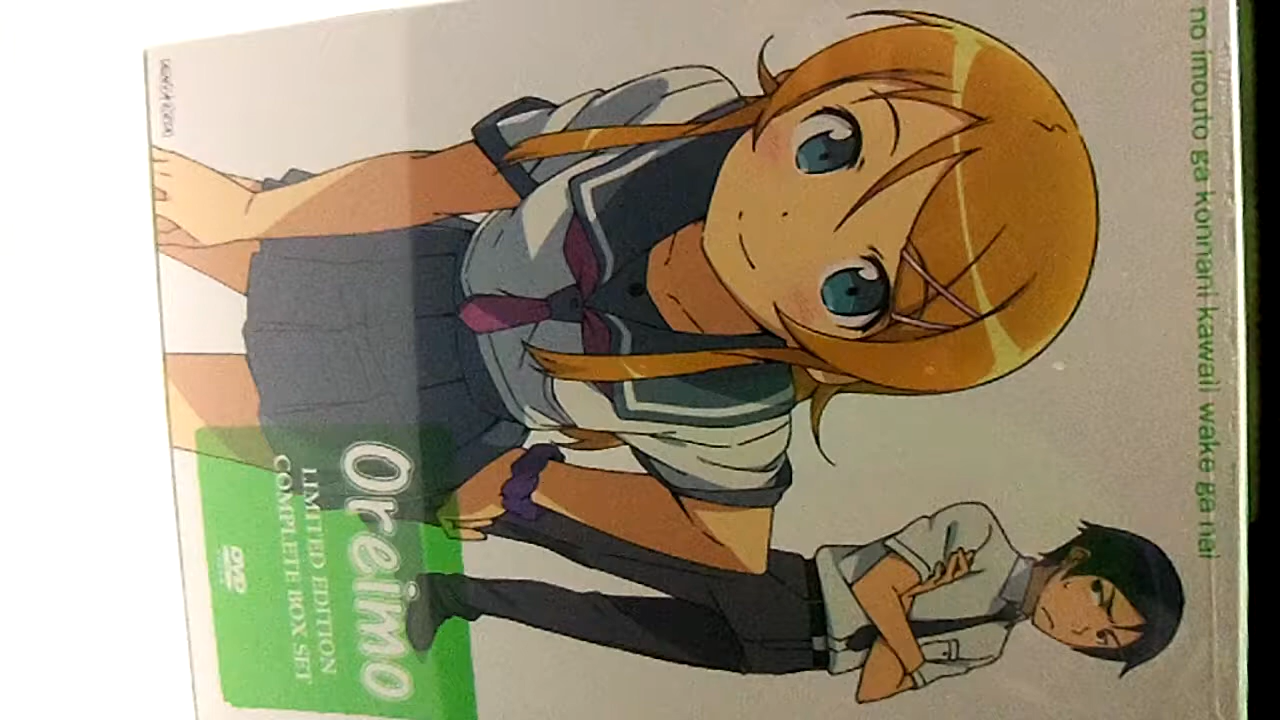 no imouto ga konnani kawaii wake ga nai
Oreimo
LIMITED EDITION
COMPLETE BOX SET
DVD